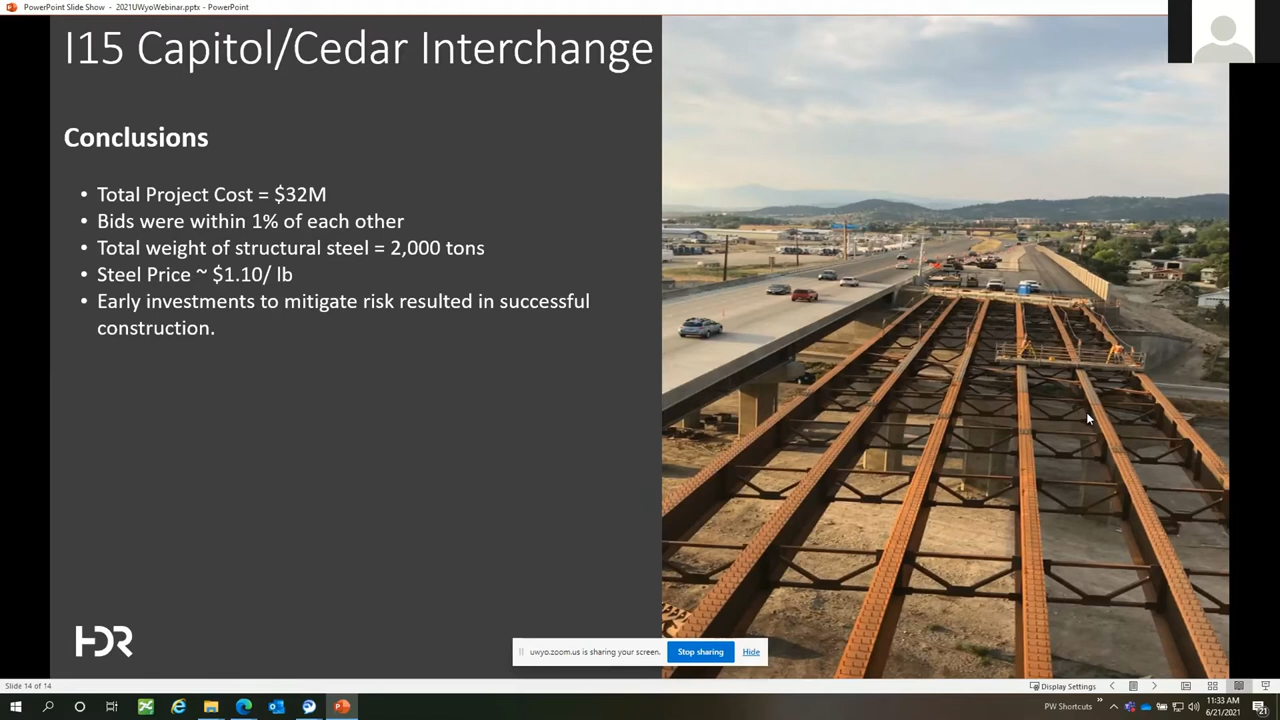 PowerPoint Slide Show - 2021UWyoWebinar.pptx - PowerPoint
I15 Capitol/Cedar Interchange
Conclusions
• Total Project Cost = $32M
• Bids were within 1% of each other
• Total weight of structural steel = 2,000 tons
• Steel Price ~ $1.10/ lb
• Early investments to mitigate risk resulted in successful
construction.
HDR
uwyo.zoom.us is sharing your screen.
Stop sharing
Hide
Slide 14 of 14
Display Settings
PW Shortcuts
11:33 AM
6/21/2021
21